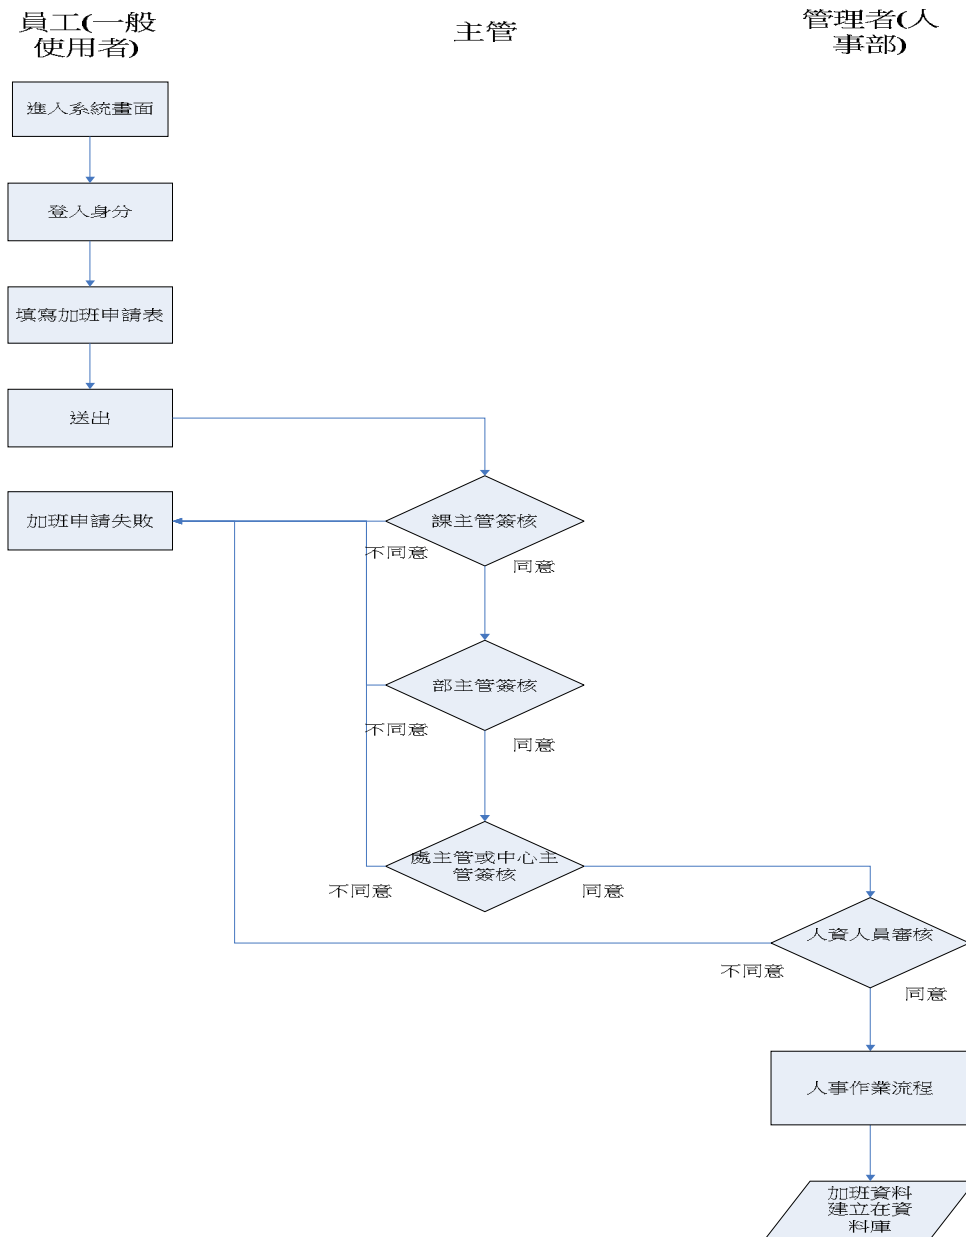 員工(一般
使用者)
主管
管理者(人
事部)
進入系統畫面
登入身分
填寫加班申請表
送出
加班申請失敗
課主管簽核
不同意
同意
部主管簽核
不同意
同意
處主管或中心主
管簽核
不同意
同意
人資人員審核
不同意
同意
人事作業流程
加班資料
建立在資
料庫